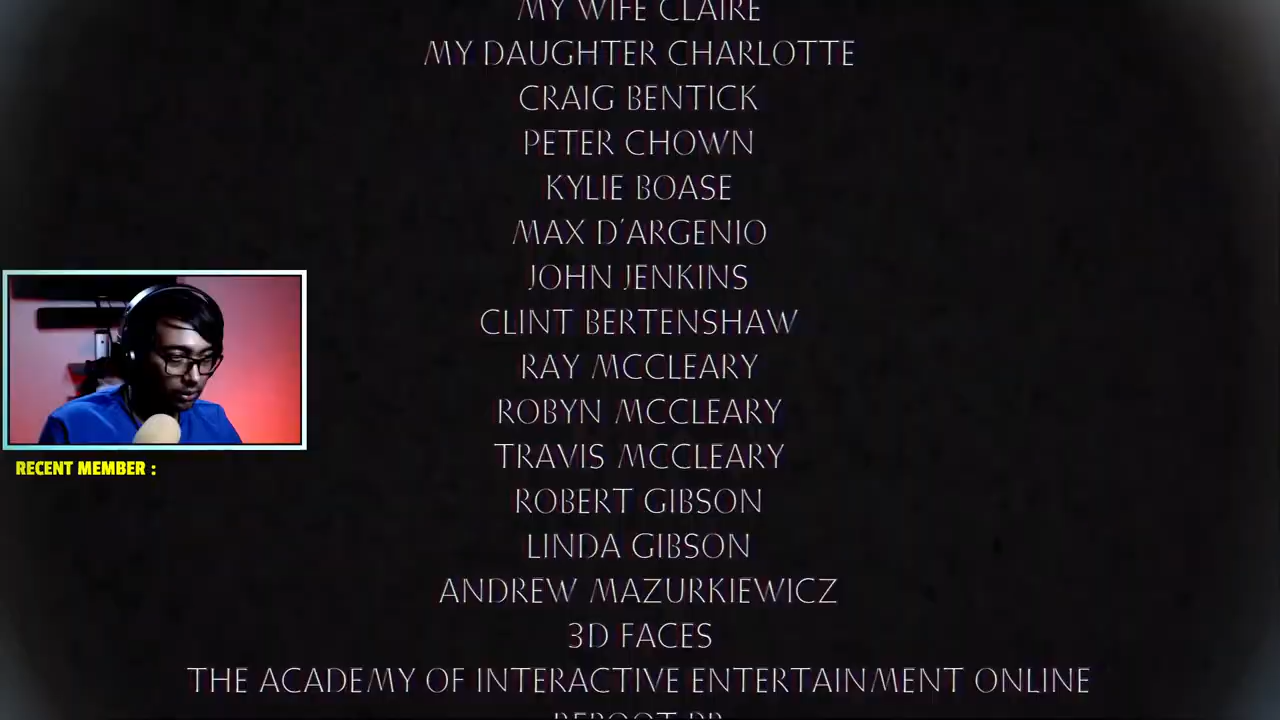 MY WIFE CLAIRE
MY DAUGHTER CHARLOTTE
CRAIG BENTICK
PETER CHOWN
KYLIE BOASE
MAX D'ARGENIO
JOHN JENKINS
CLINT BERTENSHAW
RAY MCCLEARY
ROBYN MCCLEARY
TRAVIS MCCLEARY
ROBERT GIBSON
LINDA GIBSON
ANDREW MAZURKIEWICZ
3D FACES
THE ACADEMY OF INTERACTIVE ENTERTAINMENT ONLINE
RECENT MEMBER :